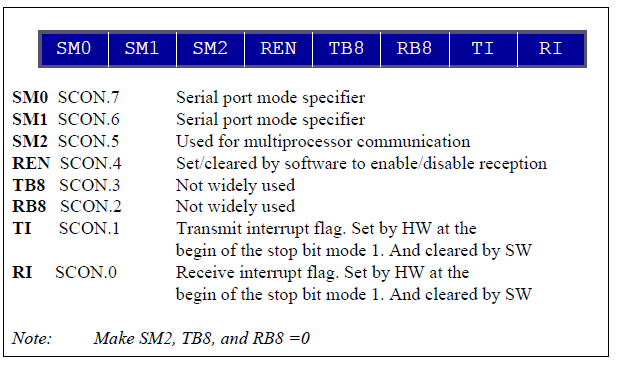 SM0 SM1 SM2 REN TB8 RB8 TI RI
SM0 SCON.7 Serial port mode specifier
SM1 SCON.6 Serial port mode specifier
SM2 SCON.5 Used for multiprocessor communication
REN SCON.4 Set/cleared by software to enable/disable reception
TB8 SCON.3 Not widely used
RB8 SCON.2 Not widely used
TI SCON.1 Transmit interrupt flag. Set by HW at the
begin of the stop bit mode 1. And cleared by SW
RI SCON.0 Receive interrupt flag. Set by HW at the
begin of the stop bit mode 1. And cleared by SW
Note: Make SM2, TB8, and RB8 =0